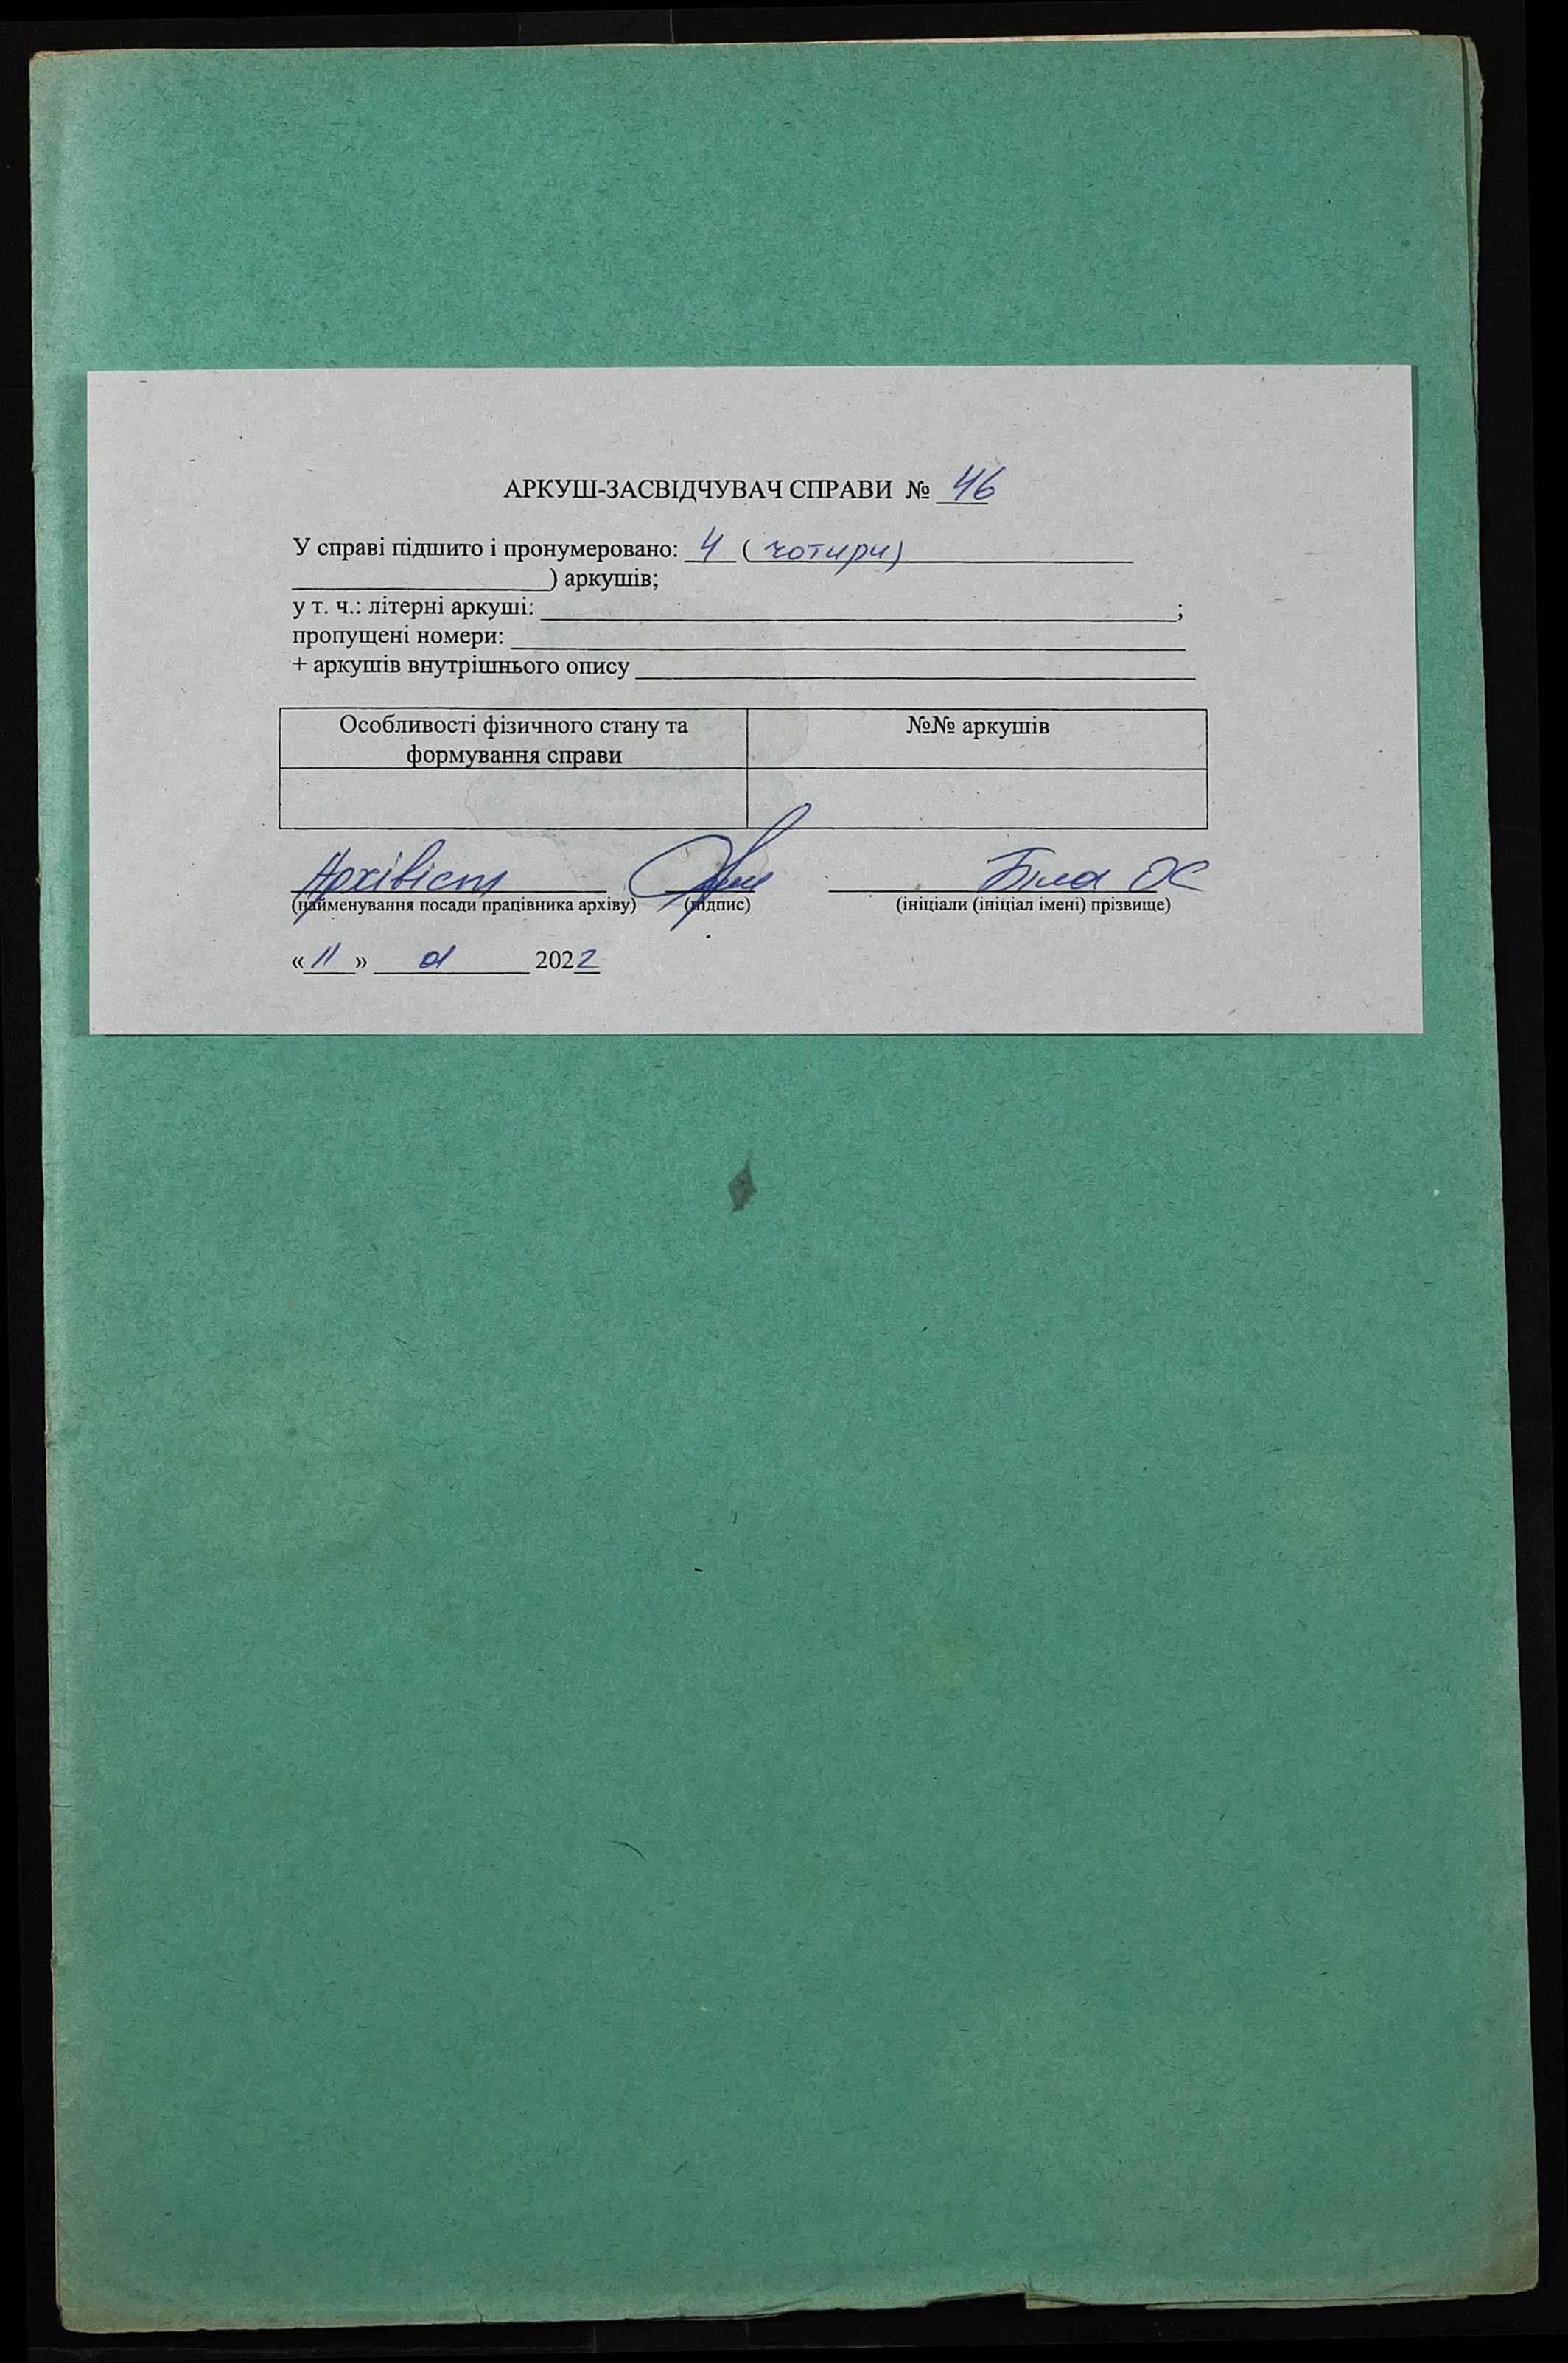 АРКУШ-ЗАСВІДЧУВАЧ СПРАВИ № 46
У справі підшито і пронумеровано: 4 ( чотири)
) аркушів;
у т. ч.: літерні аркуші: ;
пропущені номери:
+ аркушів внутрішнього опису
Особливості фізичного стану та формування справи
№№ аркушів
Архівіст Біла ОС
(найменування посади працівника архіву) (підпис) (ініціали (ініціал імені) прізвище)
« 11 » 01 2022